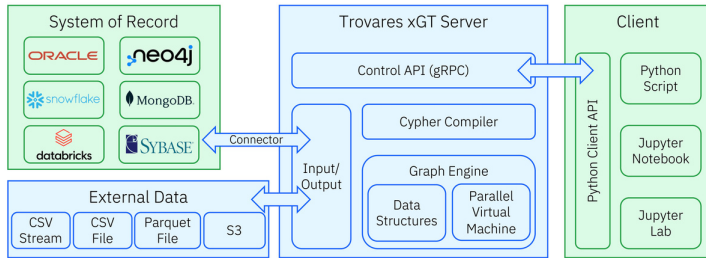 System of Record
ORACLE
neo4j
snowflake
MongoDB
databricks
SYBASE
External Data
CSV
Stream
CSV
File
Parquet
File
S3
Connector
Trovares xGT Server
Control API (gRPC)
Cypher Compiler
Input/
Output
Graph Engine
Data
Structures
Parallel
Virtual
Machine
Client
Python Client API
Python
Script
Jupyter
Notebook
Jupyter
Lab